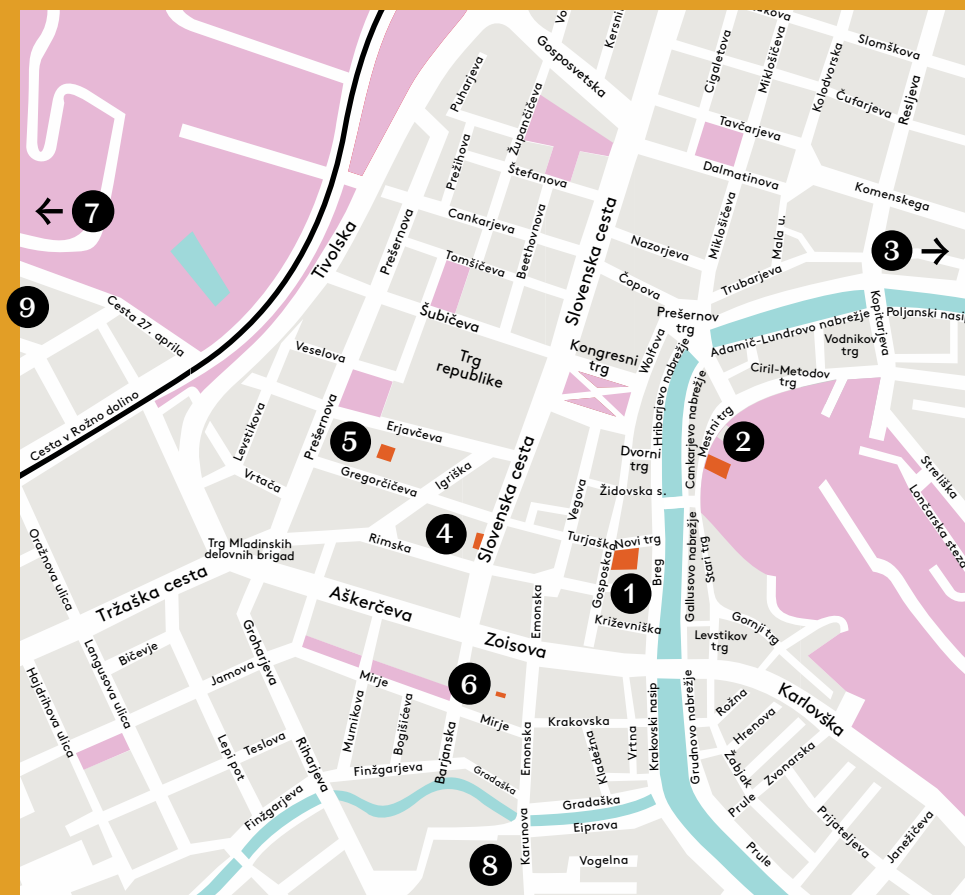 Gosposvetska
Kersni
Cigaletova
Miklošičeva
Kolodvorska
Slomškova
Čufarjeva
Resljeva
Puharjeva
Župančičeva
Tavčarjeva
Prežihova
Štefanova
Dalmatinova
Komenskega
7
Cankarjeva
Prešernova
Tivolska
Tomšičeva
Beethovnova
Slovenska cesta
Nazorjeva
Miklošičeva
Mala u.
3
Trubarjeva
Čopova
9
Cesta 27. aprila
Šubičeva
Prešernov
trg
Kopitarjeva
Poljanski nasip
Adamič-Lundrovo nabrežje
Vodnikov
trg
Ciril-Metodov
trg
Veselova
Trg
republike
Kongresni
trg
Wolfova
Hribarjevo nabrežje
Cankarjevo nabrežje
Mestni trg
2
Cesta v Rožno dolino
Levstikova
Prešernova
5
Erjavčeva
Gregorčičeva
Igriška
Vrtača
Slovenska cesta
Dvorni
trg
Židovska s.
Vegova
Streliška
Lončarska steza
4
Trg Mladinskih
delovnih brigad
Rimska
Turjaška
Novi trg
Gosposka
1
Breg
Gallusovo nabrežje
Stari trg
Oražnova ulica
Tržaška cesta
Aškerčeva
Zoisova
Emonska
Križevniška
Levstikov
trg
Gornji trg
Karlovška
Bičevje
Langusova ulica
Hajdrihova ulica
Jamova
Groharjeva
Mirje
6
Mirje
Murnikova
Bogišičeva
Barjanska
Emonska
Krakovska
Kladezna
Vrtna
Krakovski nasip
Grudnovo nabrežje
Rožna
Hrenova
Žabjak
Zvonarska
Prule
Prijateljeva
Janežičeva
Prule
Lepi pot
Teslova
Riharjeva
Finžgarjeva
Finžgarjeva
Gradaška
Gradaška
Eiprova
Karunova
8
Vogelna